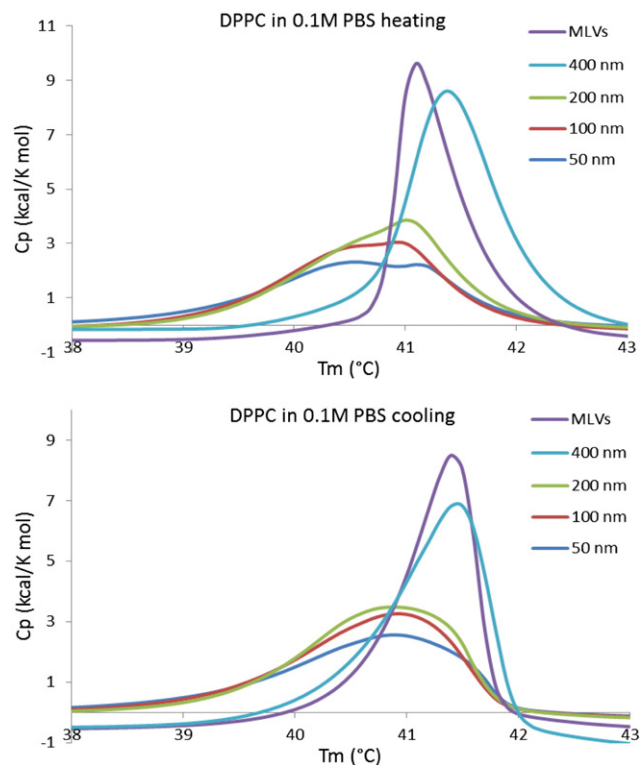 DPPC in 0.1M PBS heating
11
9
7
5
3
1
-1
Cp (kcal/K mol)
38
39
40
41
42
43
Tm (°C)
MLVs
400 nm
200 nm
100 nm
50 nm
DPPC in 0.1M PBS cooling
9
7
5
3
1
-1
Cp (kcal/K mol)
38
39
40
41
42
43
Tm (°C)
MLVs
400 nm
200 nm
100 nm
50 nm